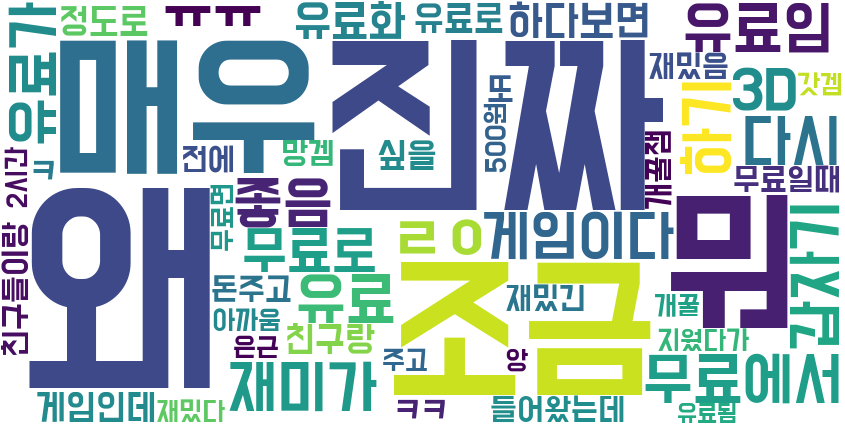 정도로
ㅠㅠ
유료화
유료로
하다보면
유료임
유료가
매우
진짜
재밌음
3D
갓겜
500원
또
하기
다시
전에
망겜
싶을
개꿀잼
무료일때
ㅋ
2시간
친구들이랑
왜
무료면
좋음
무료로
ㄹㅇ
게임이다
뭐
갑자기
돈주고
유료
조금
재밌긴
개꿀
아까움
은근
친구랑
주고
앙
지웠다가
게임인데
재밌다
재미가
ㅋㅋ
들어왔는데
무료에서
유료됨